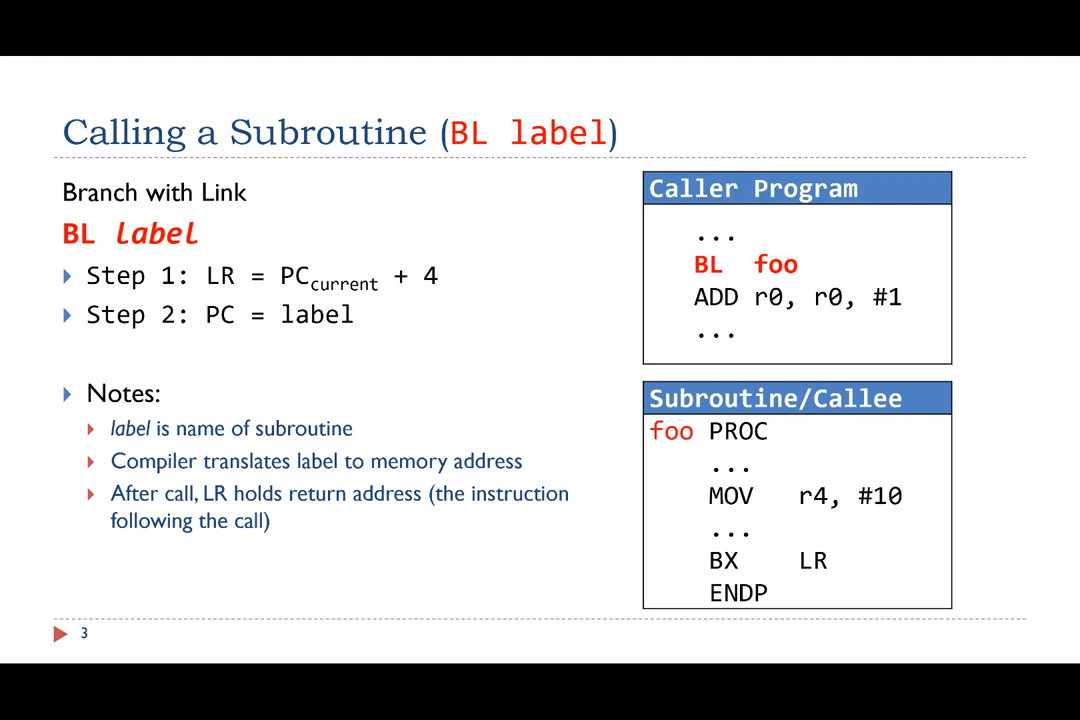 Calling a Subroutine (BL label)
Branch with Link
BL label
Step 1: LR = PCcurrent + 4
Step 2: PC = label
Notes:
label is name of subroutine
Compiler translates label to memory address
After call, LR holds return address (the instruction
following the call)
Caller Program
...
BL foo
ADD r0, r0, #1
...
Subroutine/Callee
foo PROC
...
MOV r4, #10
...
BX LR
ENDP
3